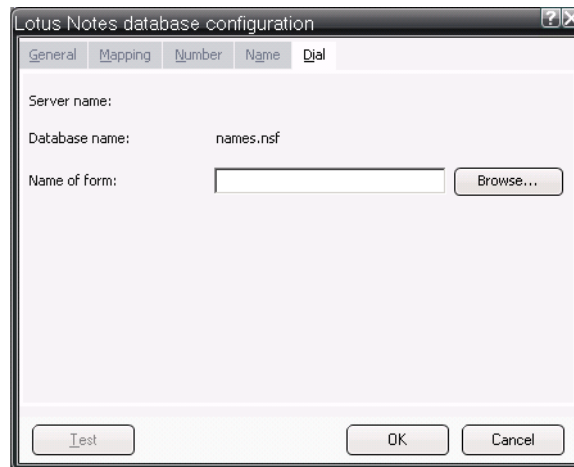 Lotus Notes database configuration ? X
General Mapping Number Name Dial
Server name:
Database name: names.nsf
Name of form: Browse...
Test OK Cancel